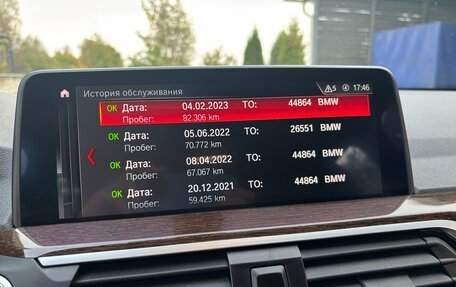 История обслуживания 5 17:46
OK Дата: 04.02.2023 ТО: 44864 BMW
Пробег: 82.306 km
OK Дата: 05.06.2022 ТО: 26551 BMW
Пробег: 70.772 km
OK Дата: 08.04.2022 ТО: 44864 BMW
Пробег: 67.067 km
OK Дата: 20.12.2021 ТО: 44864 BMW
Пробег: 59.425 km